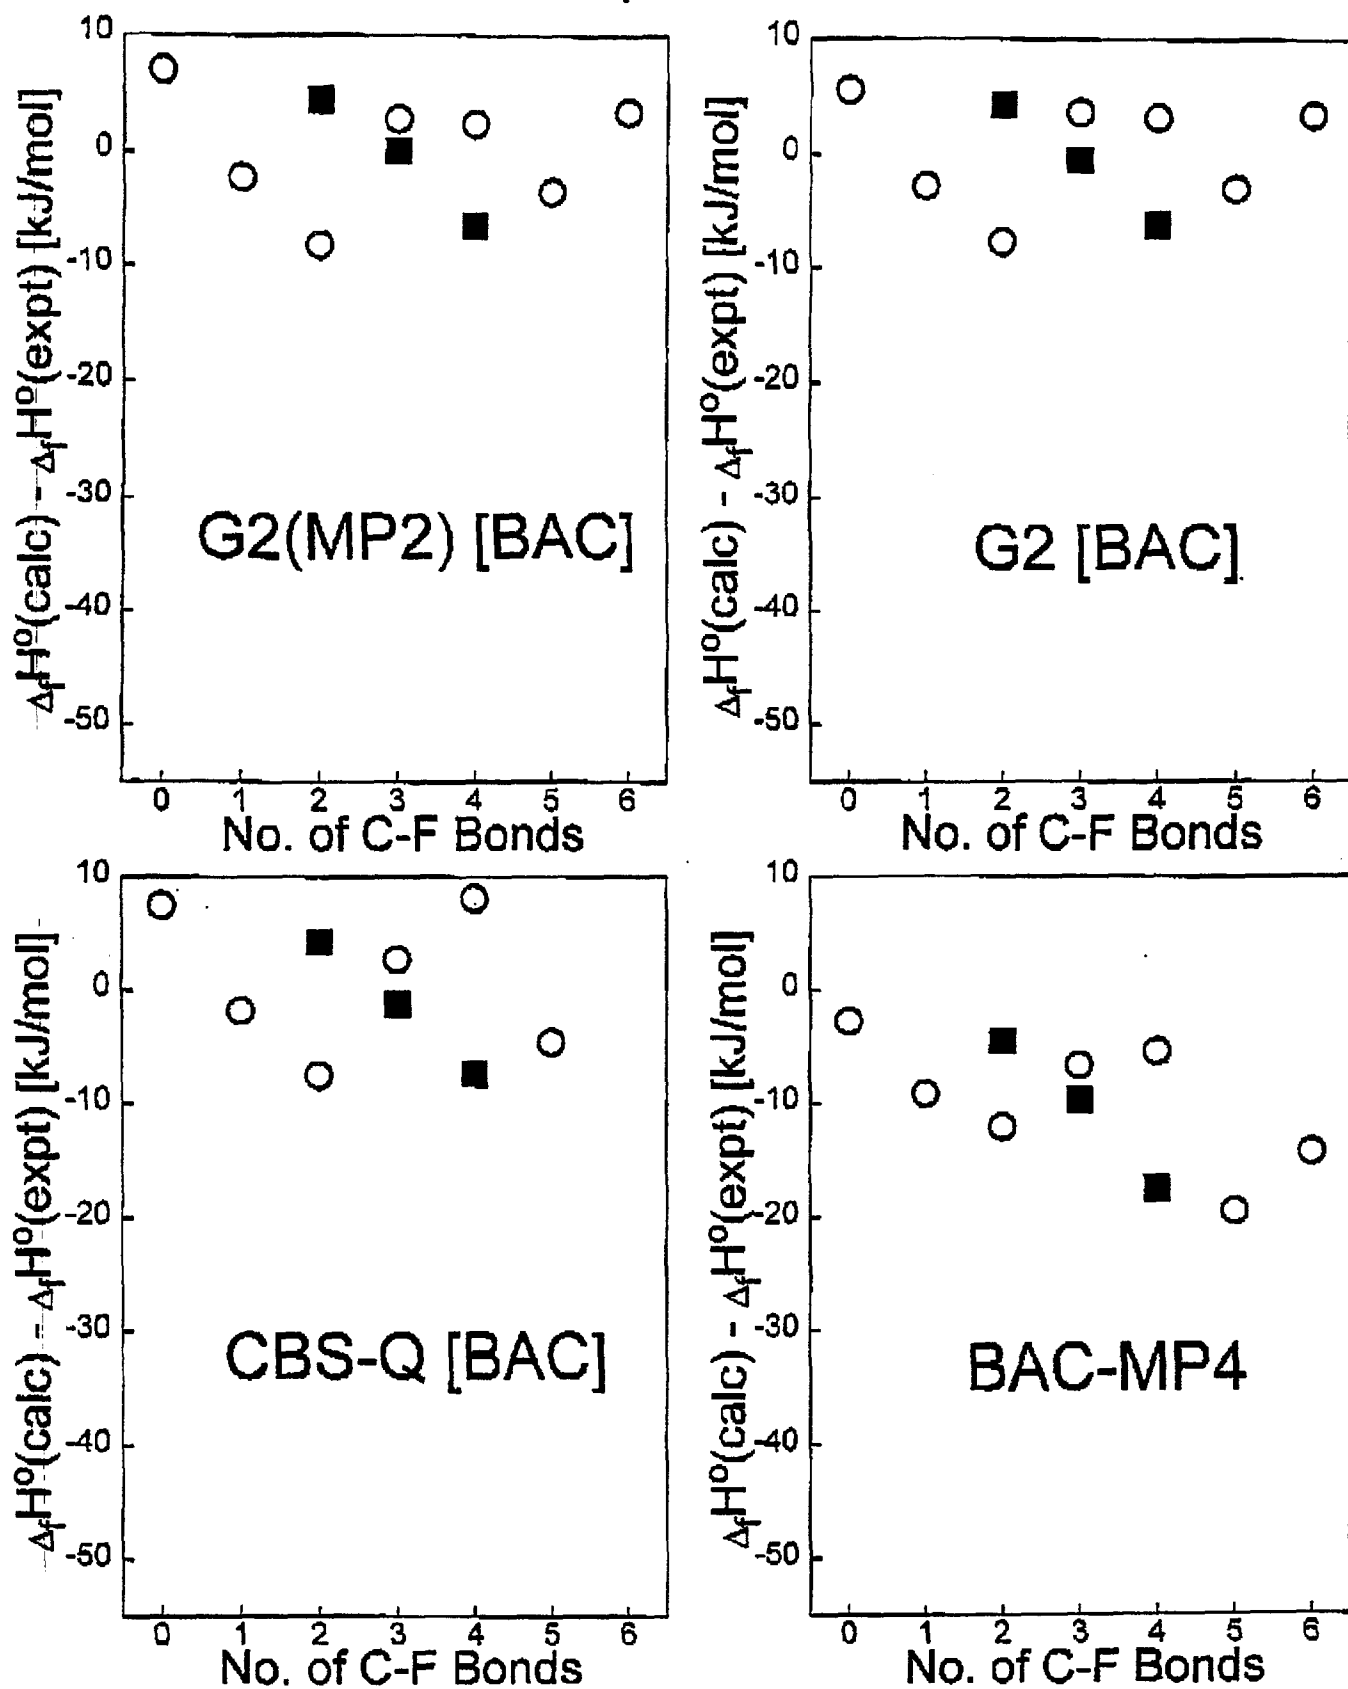 10
0
-10
-20
-30
-40
-50
ΔfHº(calc) - ΔfHº(expt) [kJ/mol]
G2(MP2) [BAC]
0 1 2 3 4 5 6
No. of C-F Bonds
10
0
-10
-20
-30
-40
-50
ΔfHº(calc) - ΔfHº(expt) [kJ/mol]
G2 [BAC]
0 1 2 3 4 5 6
No. of C-F Bonds
10
0
-10
-20
-30
-40
-50
ΔfHº(calc) - ΔfHº(expt) [kJ/mol]
CBS-Q [BAC]
0 1 2 3 4 5 6
No. of C-F Bonds
10
0
-10
-20
-30
-40
-50
ΔfHº(calc) - ΔfHº(expt) [kJ/mol]
BAC-MP4
0 1 2 3 4 5 6
No. of C-F Bonds